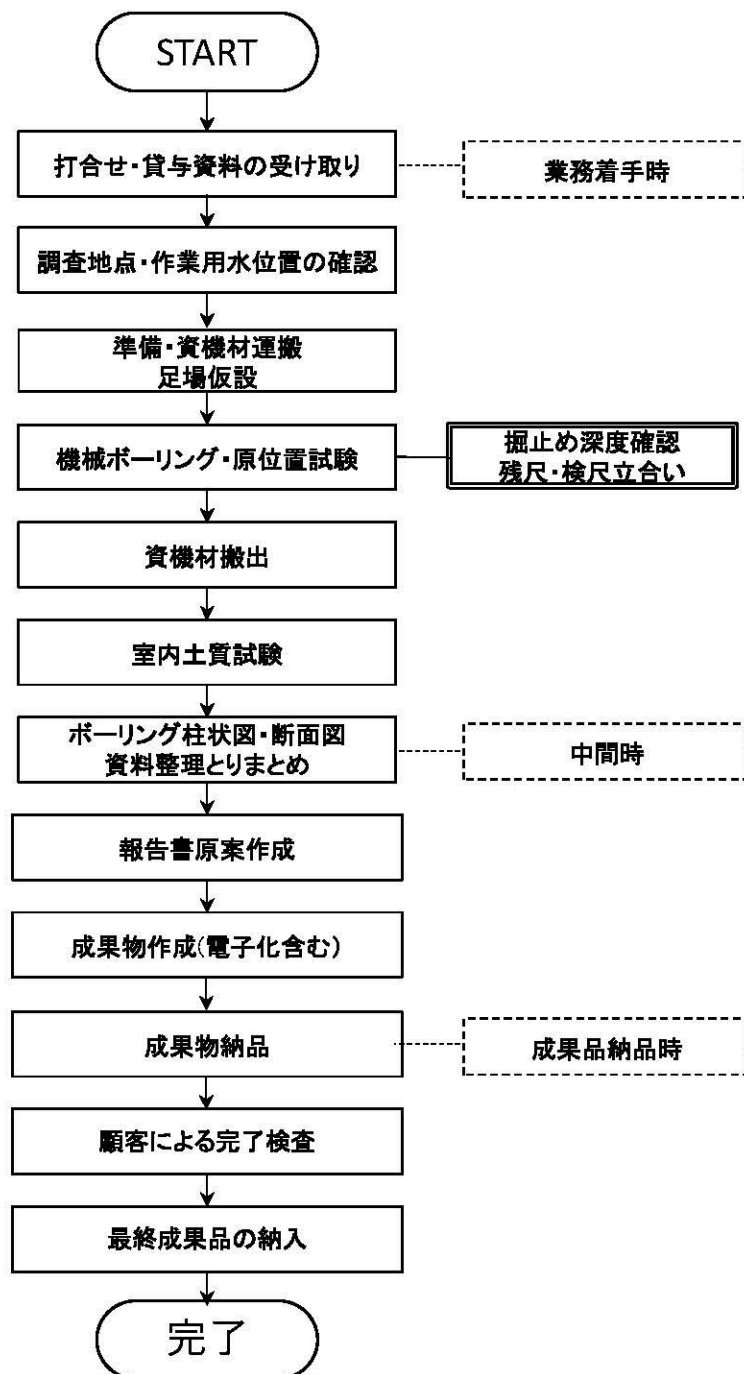 START
打合せ・貸与資料の受け取り
業務着手時
調査地点・作業用水位置の確認
準備・資機材運搬
足場仮設
機械ボーリング・原位置試験
掘止め深度確認
残尺・検尺立合い
資機材搬出
室内土質試験
ボーリング柱状図・断面図
資料整理とりまとめ
中間時
報告書原案作成
成果物作成(電子化含む)
成果物納品
成果品納品時
顧客による完了検査
最終成果品の納入
完了